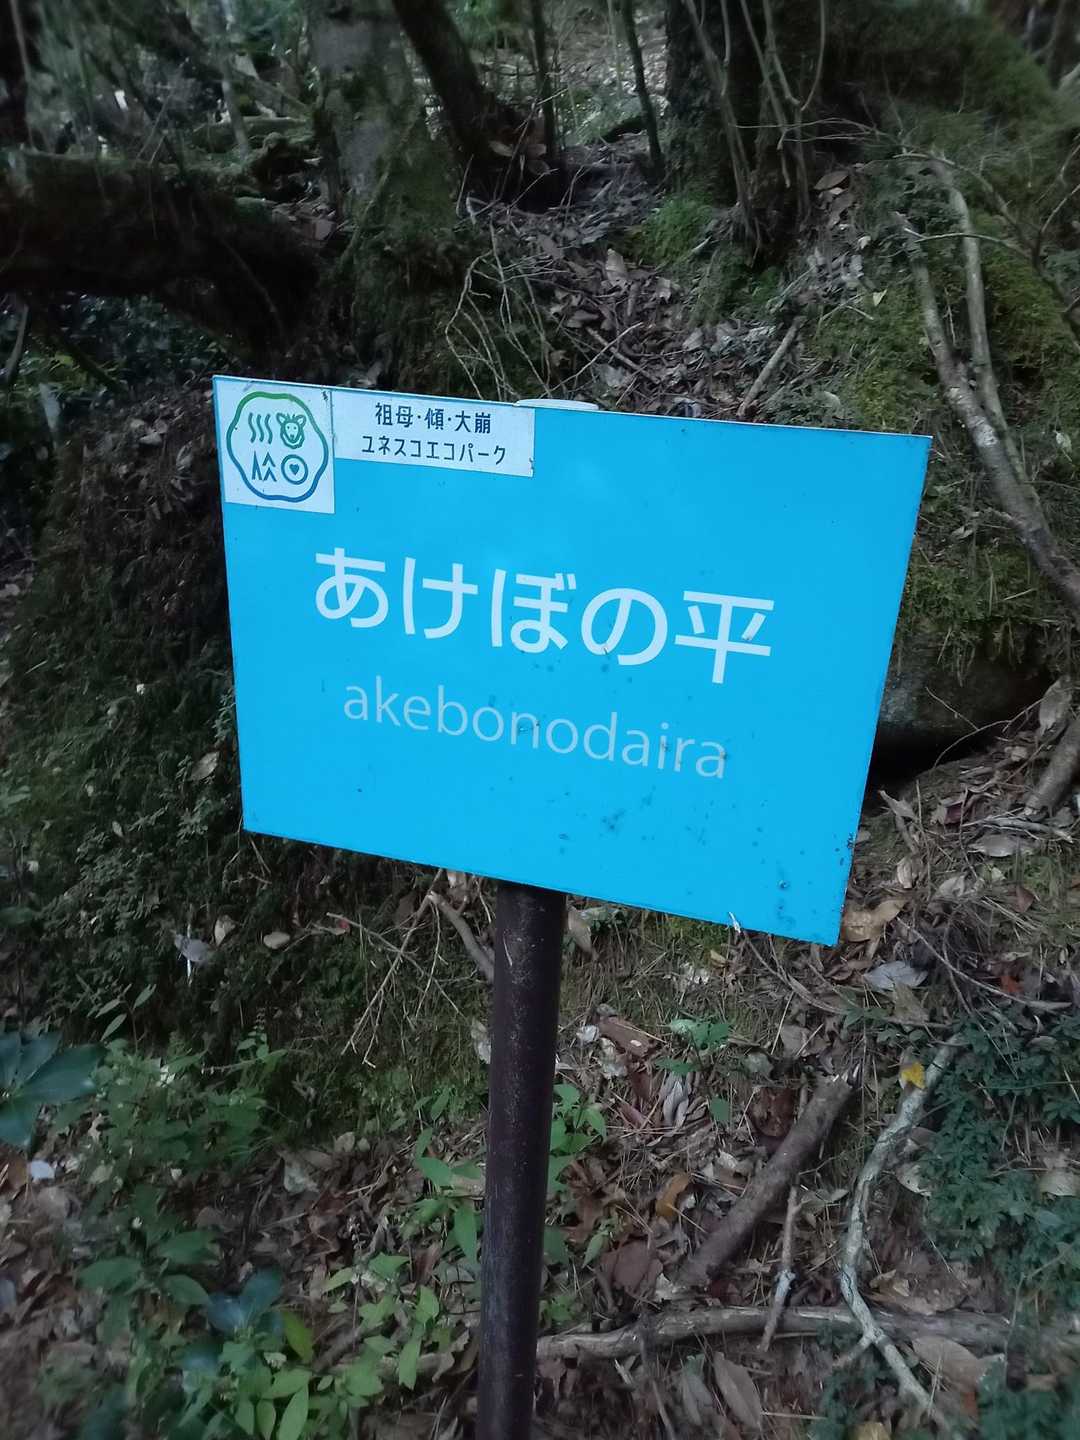 祖母・傾・大崩
ユネスコエコパーク
あけぼの平
akebonodaira